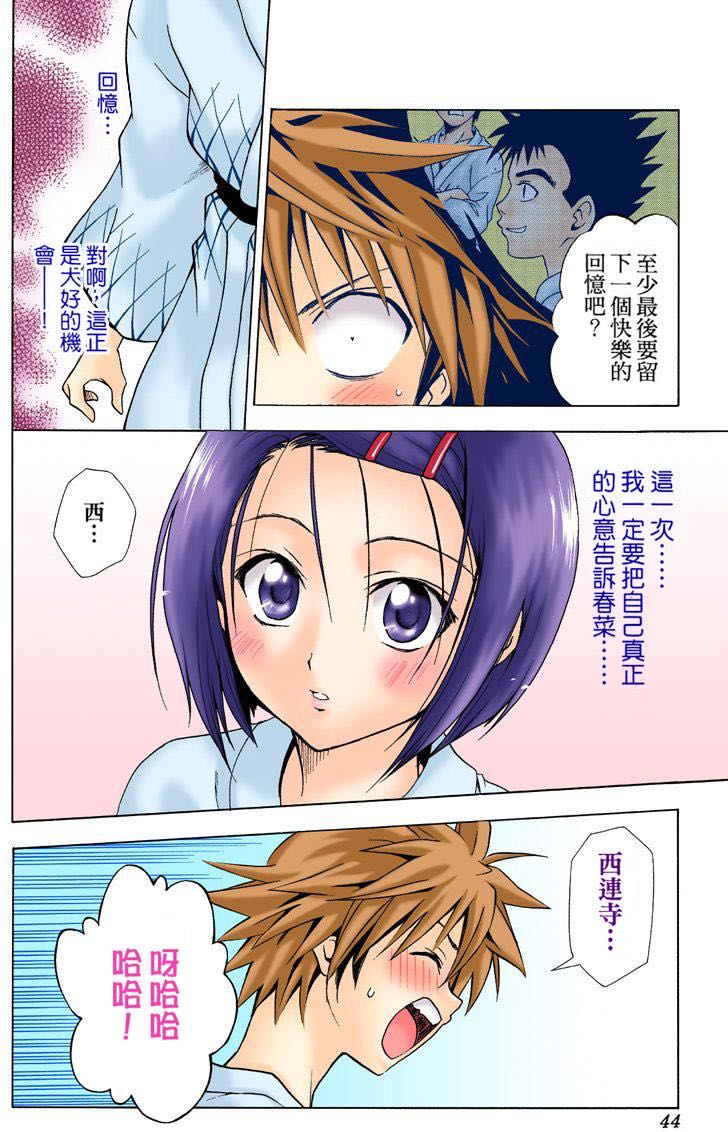 至少最後要留
下一個快樂的
回憶吧？
回憶…
對啊，這正
是大好的機
會——！
這一次……
我一定要把自己真正
的心意告訴春菜……
西…
西連寺…
呀哈哈
哈哈！
44